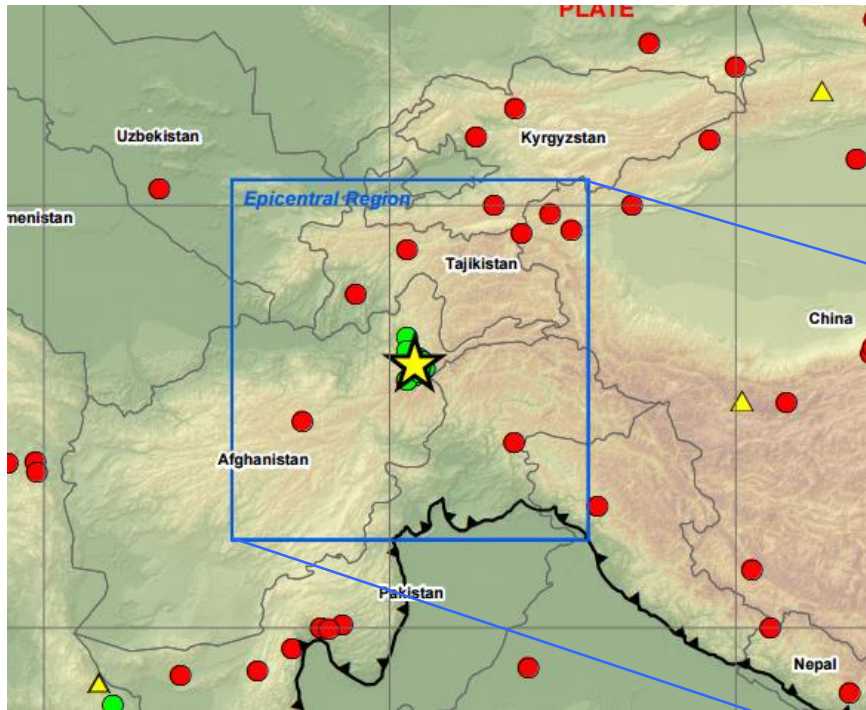 PLATE
Uzbekistan
Kyrgyzstan
Epicentral Region
menistan
Tajikistan
China
Afghanistan
Pakistan
Nepal